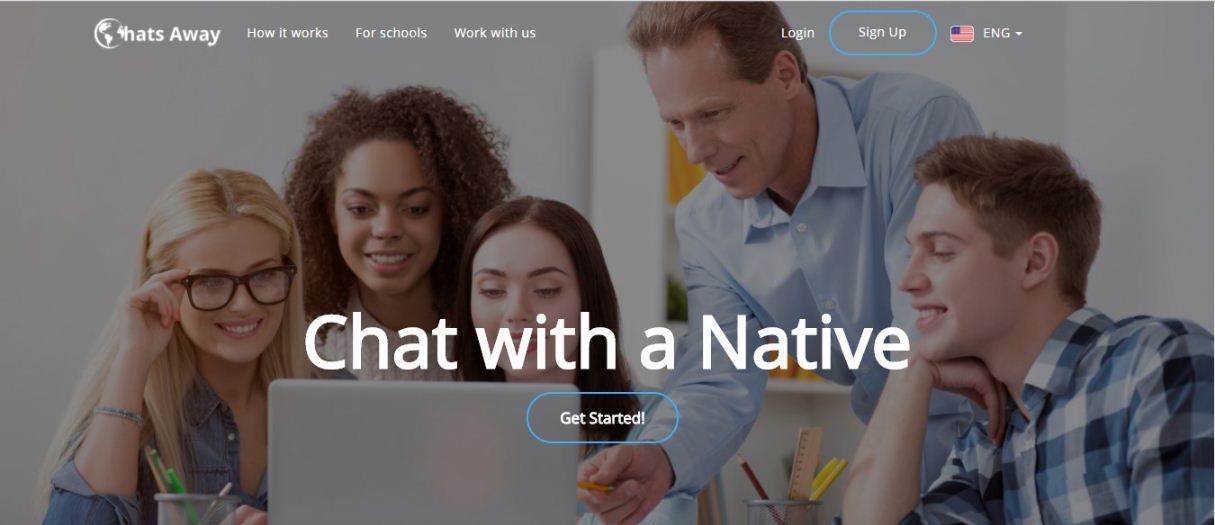 Chats Away
How it works
For schools
Work with us
Login
Sign Up
ENG
Chat with a Native
Get Started!